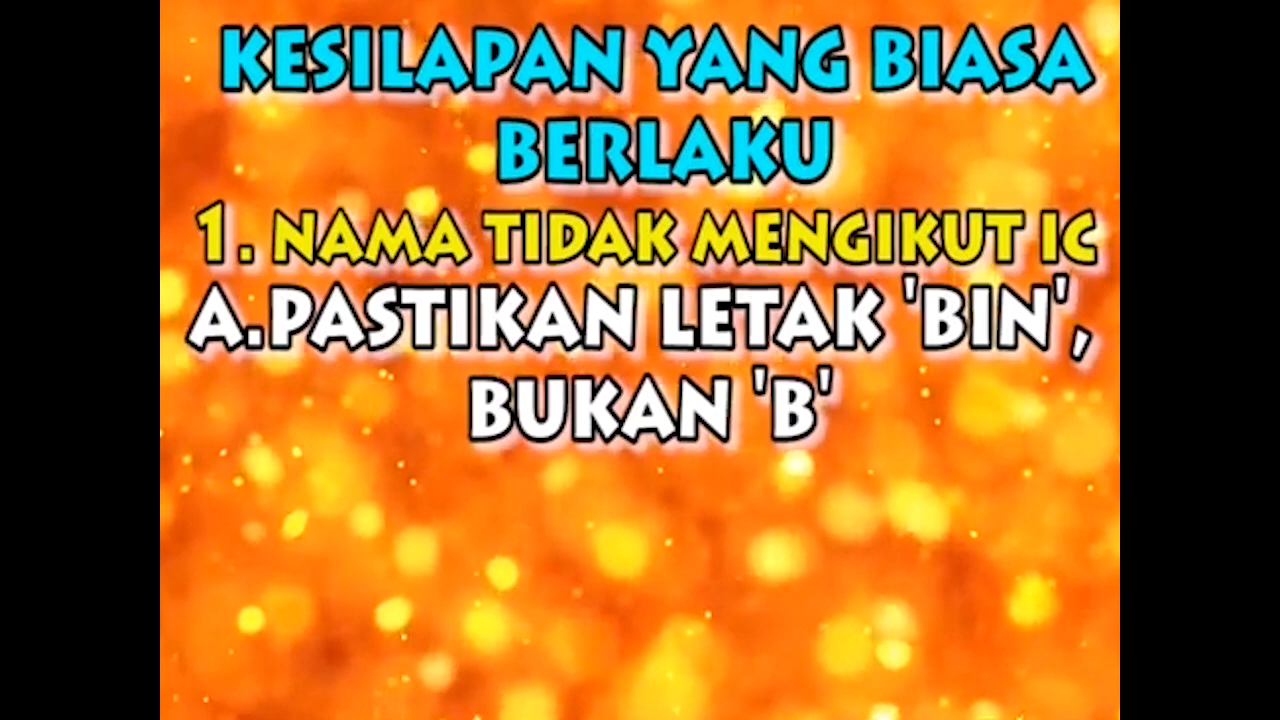 KESILAPAN YANG BIASA
BERLAKU
1. NAMA TIDAK MENGIKUT IC
A.PASTIKAN LETAK 'BIN',
BUKAN 'B'